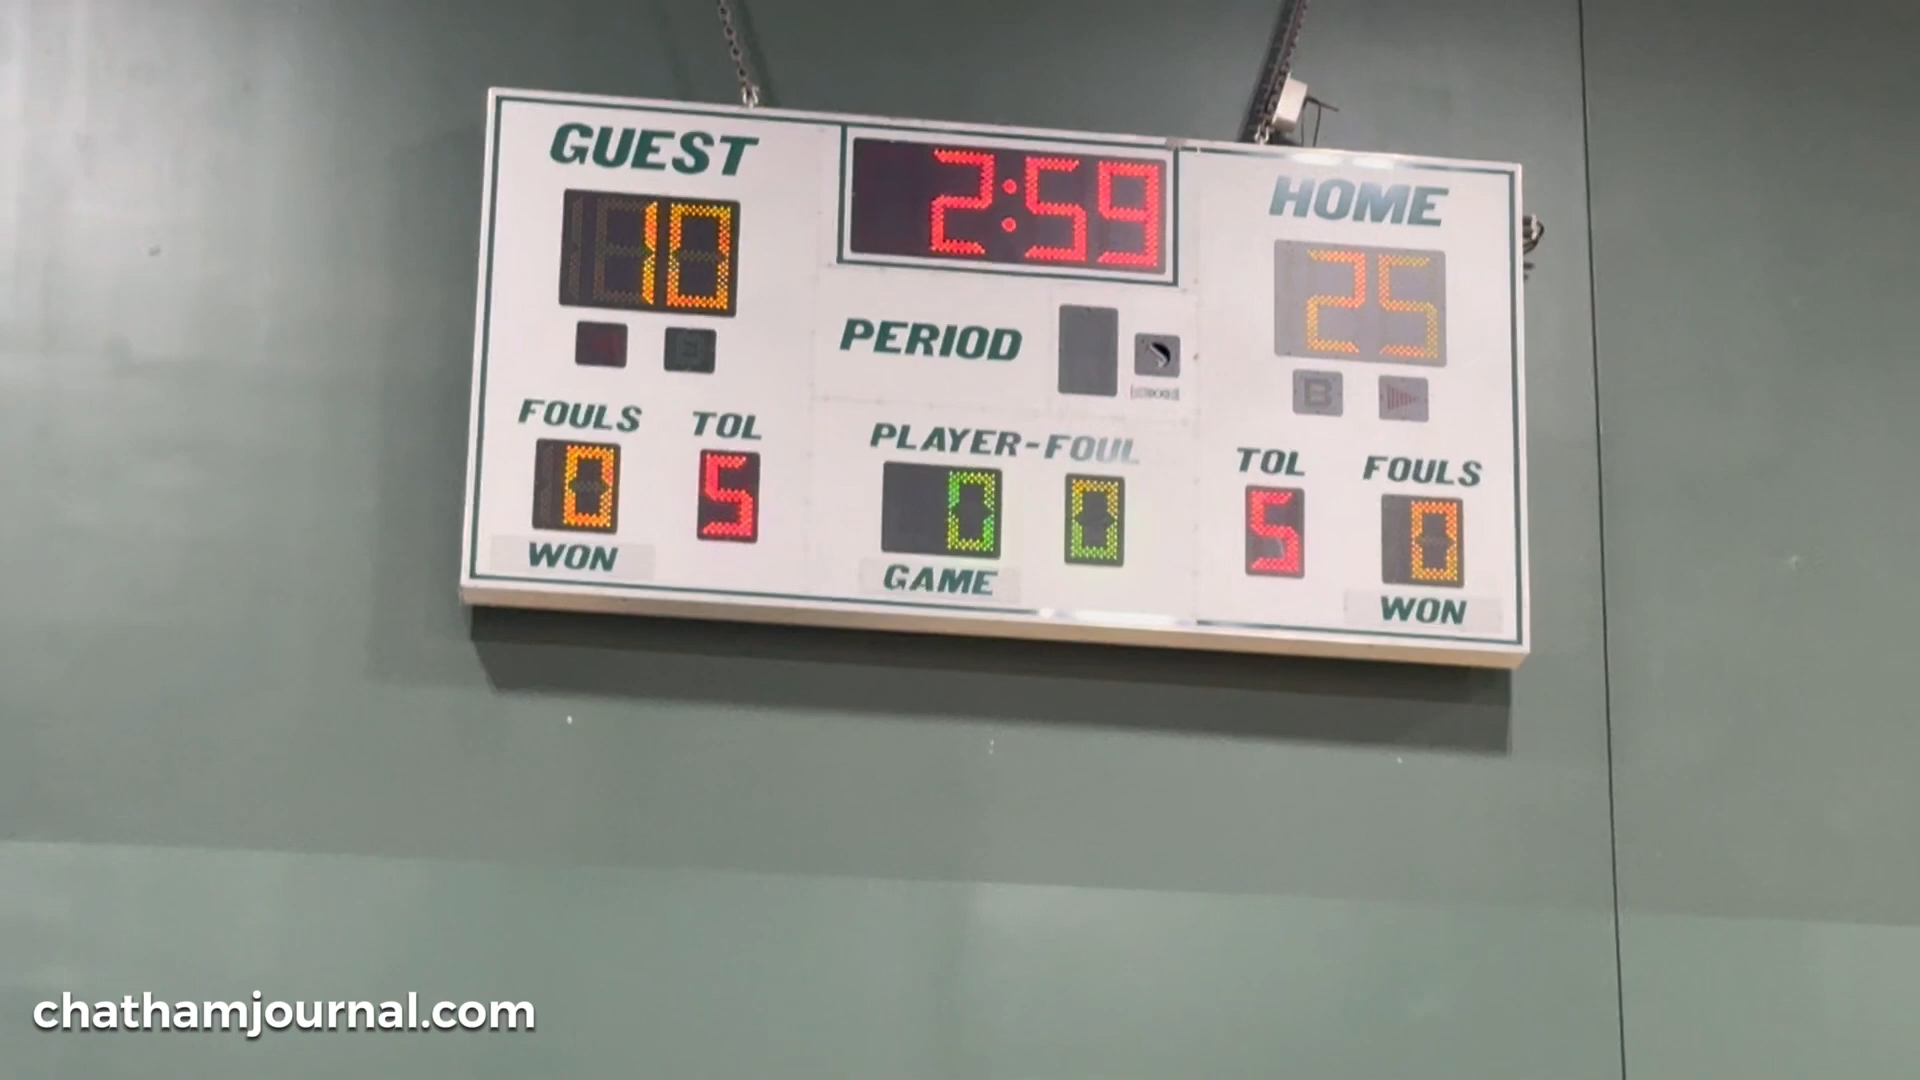 GUEST
2:59
HOME
10
25
PERIOD
B
B
FOULS
TOL
PLAYER-FOUL
TOL
FOULS
0
5
0
0
5
0
WON
GAME
WON
chathamjournal.com